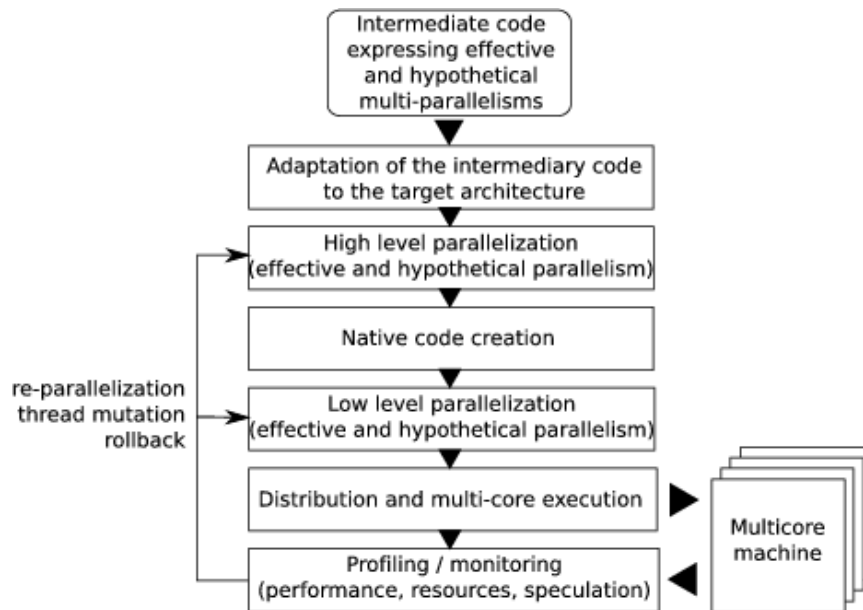 Intermediate code
expressing effective
and hypothetical
multi-parallelisms
Adaptation of the intermediary code
to the target architecture
High level parallelization
(effective and hypothetical parallelism)
Native code creation
re-parallelization
thread mutation
rollback
Low level parallelization
(effective and hypothetical parallelism)
Distribution and multi-core execution
Multicore
machine
Profiling / monitoring
(performance, resources, speculation)